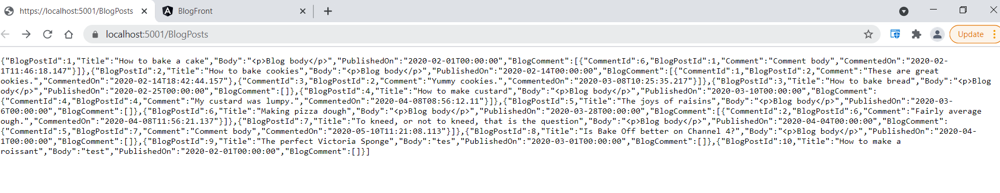 https://localhost:5001/BlogPosts
BlogFront
localhost:5001/BlogPosts
Update
{"BlogPostId":1,"Title":"How to bake a cake","Body":"<p>Blog body</p>","PublishedOn":"2020-02-01T00:00:00","BlogComment":[{"CommentId":6,"BlogPostId":1,"Comment":"Comment body","CommentedOn":"2020-02-
1T11:46:18.147"}]},{"BlogPostId":2,"Title":"How to bake cookies","Body":"<p>Blog body</p>","PublishedOn":"2020-02-14T00:00:00","BlogComment":[{"CommentId":1,"BlogPostId":2,"Comment":"These are great
ookies.","CommentedOn":"2020-02-14T18:42:44.157"},{"CommentId":3,"BlogPostId":2,"Comment":"Yummy cookies.","CommentedOn":"2020-03-08T10:25:35.217"}]},{"BlogPostId":3,"Title":"How to bake bread","Body":"<p>Blog
ody</p>","PublishedOn":"2020-02-25T00:00:00","BlogComment":[]},{"BlogPostId":4,"Title":"How to make custard","Body":"<p>Blog body</p>","PublishedOn":"2020-03-10T00:00:00","BlogComment":
{"CommentId":4,"BlogPostId":4,"Comment":"My custard was lumpy.","CommentedOn":"2020-04-08T08:56:12.11"}]},{"BlogPostId":5,"Title":"The joys of raisins","Body":"<p>Blog body</p>","PublishedOn":"2020-03-
6T00:00:00","BlogComment":[]},{"BlogPostId":6,"Title":"Making pizza dough","Body":"<p>Blog body</p>","PublishedOn":"2020-03-28T00:00:00","BlogComment":[{"CommentId":2,"BlogPostId":6,"Comment":"Fairly average
ough.","CommentedOn":"2020-04-08T11:56:21.137"}]},{"BlogPostId":7,"Title":"To kneed, or not to kneed, that is the question","Body":"<p>Blog body</p>","PublishedOn":"2020-04-04T00:00:00","BlogComment":
{"CommentId":5,"BlogPostId":7,"Comment":"Comment body","CommentedOn":"2020-05-10T11:21:08.113"}]},{"BlogPostId":8,"Title":"Is Bake Off better on Channel 4?","Body":"<p>Blog body</p>","PublishedOn":"2020-04-
1T00:00:00","BlogComment":[]},{"BlogPostId":9,"Title":"The perfect Victoria Sponge","Body":"tes","PublishedOn":"2020-03-01T00:00:00","BlogComment":[]},{"BlogPostId":10,"Title":"How to make a
roissant","Body":"test","PublishedOn":"2020-02-01T00:00:00","BlogComment":[]}]